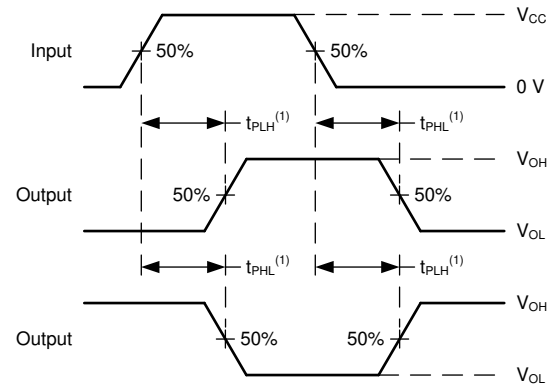 V_CC
Input 50% 50%
0 V
t_PLH^(1) t_PHL^(1)
V_OH
Output 50% 50%
V_OL
t_PHL^(1) t_PLH^(1)
V_OH
Output 50% 50%
V_OL